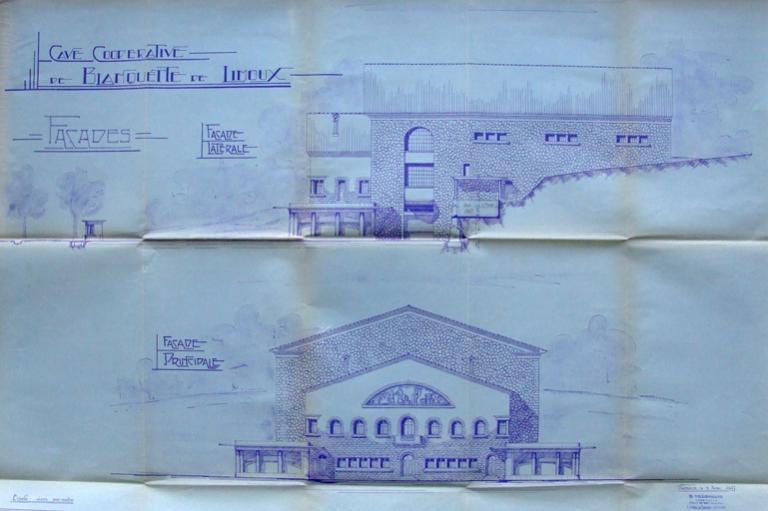 CAVE COOPERATIVE
DE BLANQUETTE DE LIMOUX
FAÇADES
FAÇADE
LATÉRALE
FAÇADE
PRINCIPALE